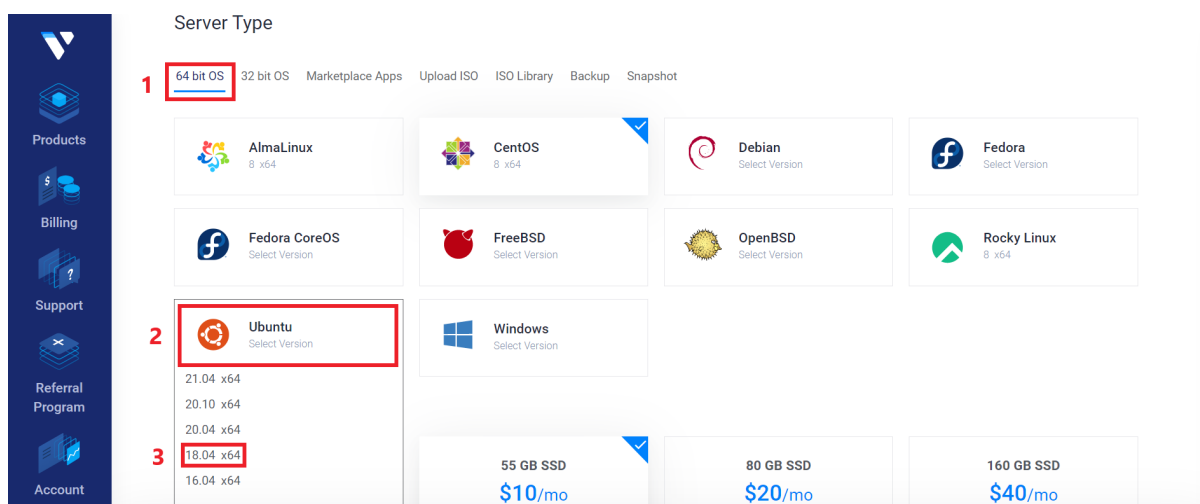 Server Type
1
64 bit OS
32 bit OS
Marketplace Apps
Upload ISO
ISO Library
Backup
Snapshot
Products
Billing
Support
Referral
Program
Account
AlmaLinux
8 x64
CentOS
8 x64
Debian
Select Version
Fedora
Select Version
Fedora CoreOS
Select Version
FreeBSD
Select Version
OpenBSD
Select Version
Rocky Linux
8 x64
2
Ubuntu
Select Version
Windows
Select Version
21.04 x64
20.10 x64
20.04 x64
3
18.04 x64
16.04 x64
55 GB SSD
$10/mo
80 GB SSD
$20/mo
160 GB SSD
$40/mo